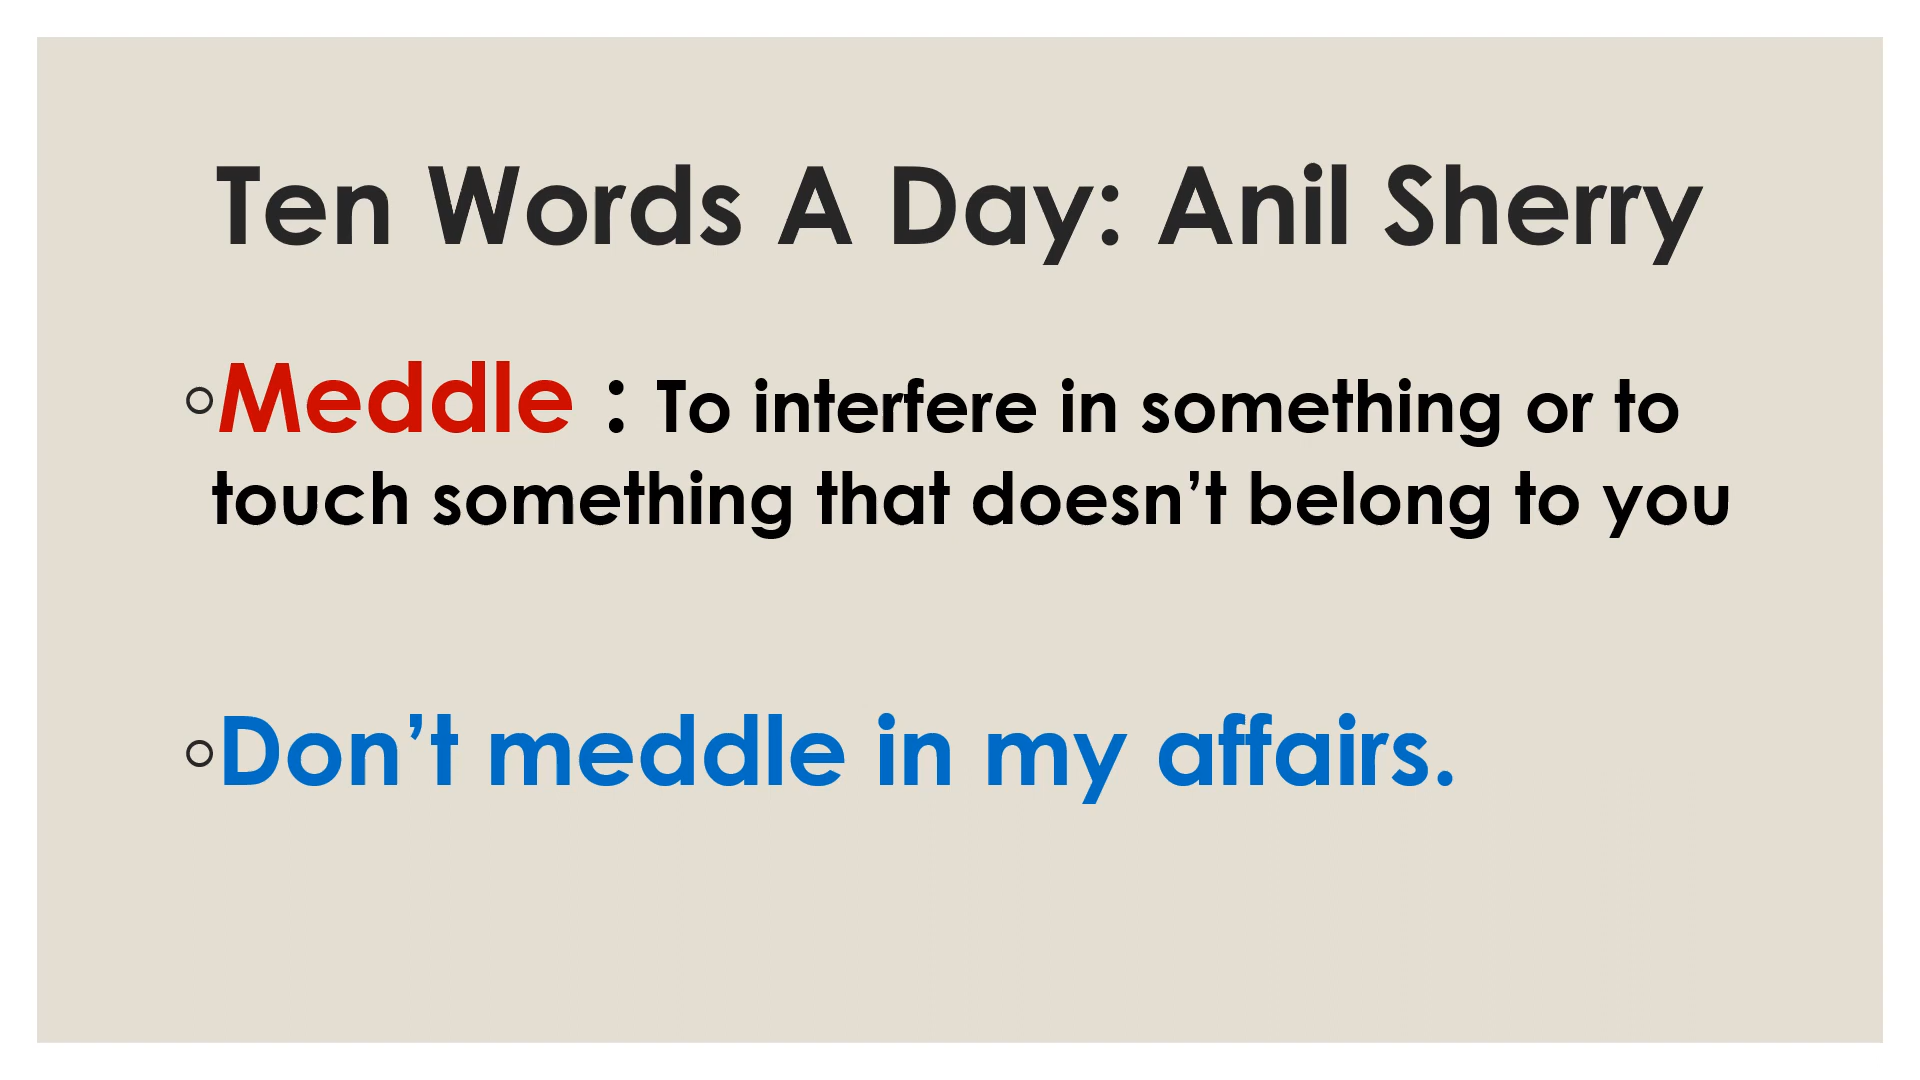 Ten Words A Day: Anil Sherry
◦Meddle : To interfere in something or to
touch something that doesn’t belong to you
◦Don’t meddle in my affairs.